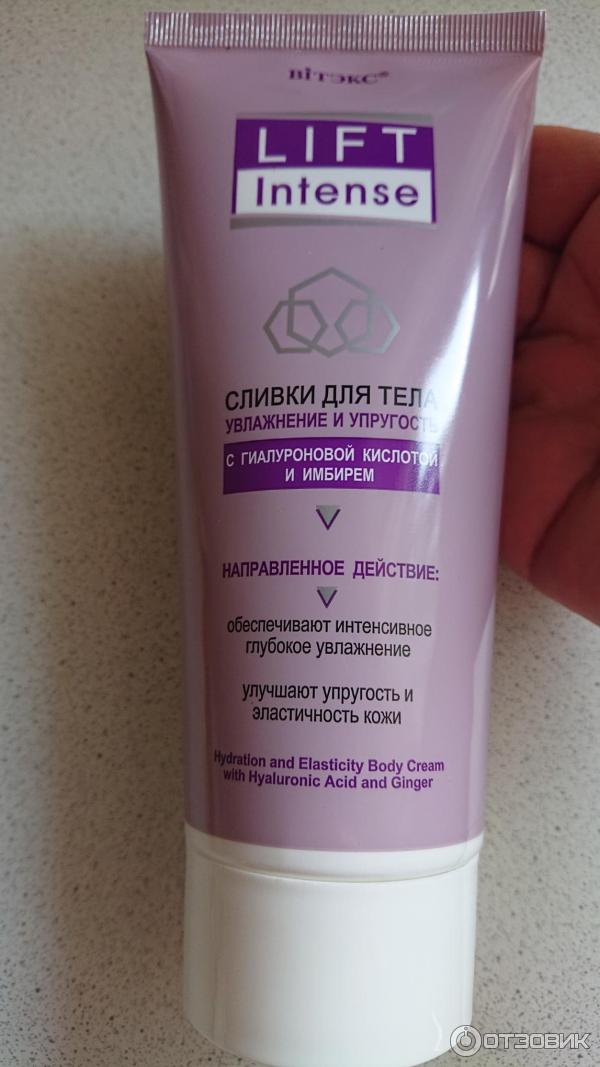 вiтэкс®
LIFT
Intense
СЛИВКИ ДЛЯ ТЕЛА
УВЛАЖНЕНИЕ И УПРУГОСТЬ
С ГИАЛУРОНОВОЙ КИСЛОТОЙ
И ИМБИРЕМ
НАПРАВЛЕННОЕ ДЕЙСТВИЕ:
обеспечивают интенсивное
глубокое увлажнение
улучшают упругость и
эластичность кожи
Hydration and Elasticity Body Cream
with Hyaluronic Acid and Ginger
ОТЗОВИК